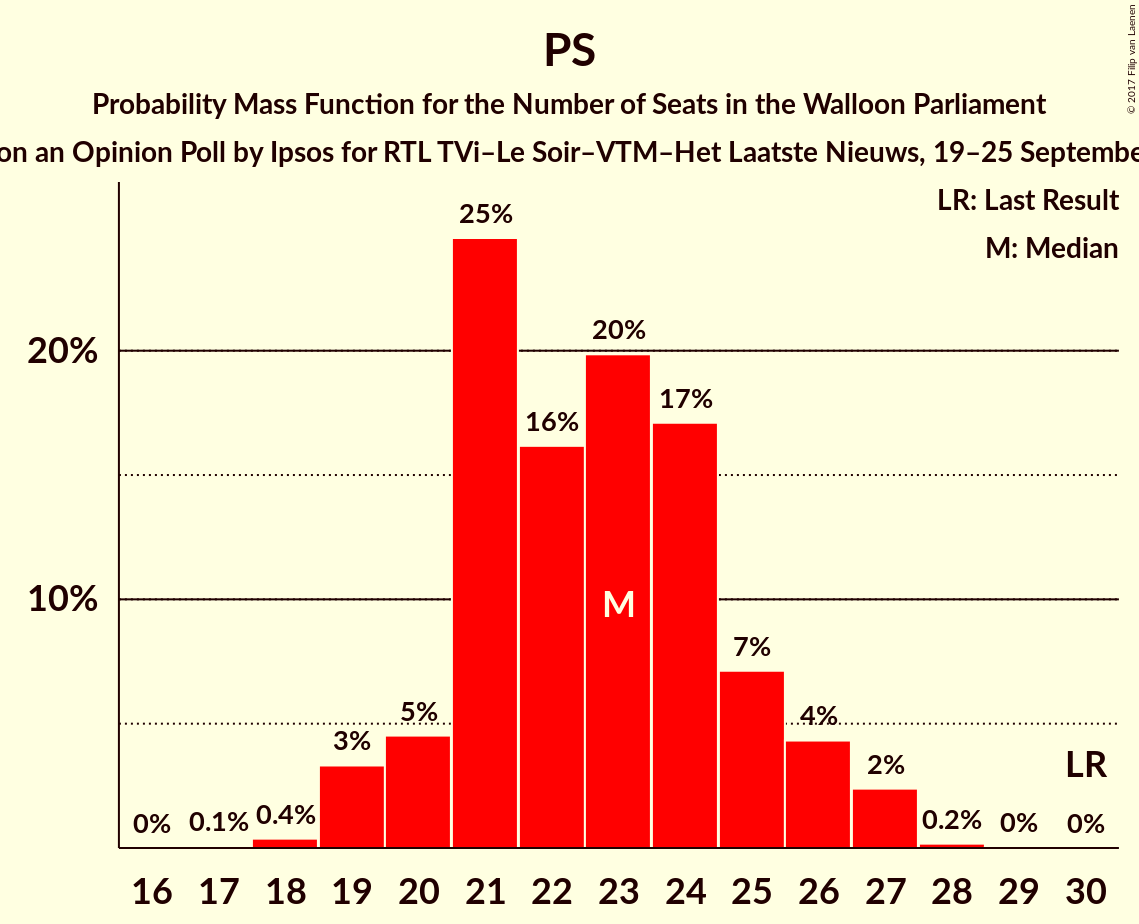 PS
Probability Mass Function for the Number of Seats in the Walloon Parliament
on an Opinion Poll by Ipsos for RTL TVi–Le Soir–VTM–Het Laatste Nieuws, 19–25
© 2017 Filip van Laenen
LR: Last Result
M: Median
25%
20%
20%
17%
16%
10%
M
7%
5%
4%
3%
2%
LR
0% 0.1% 0.4% 0.2% 0% 0%
16 17 18 19 20 21 22 23 24 25 26 27 28 29 30